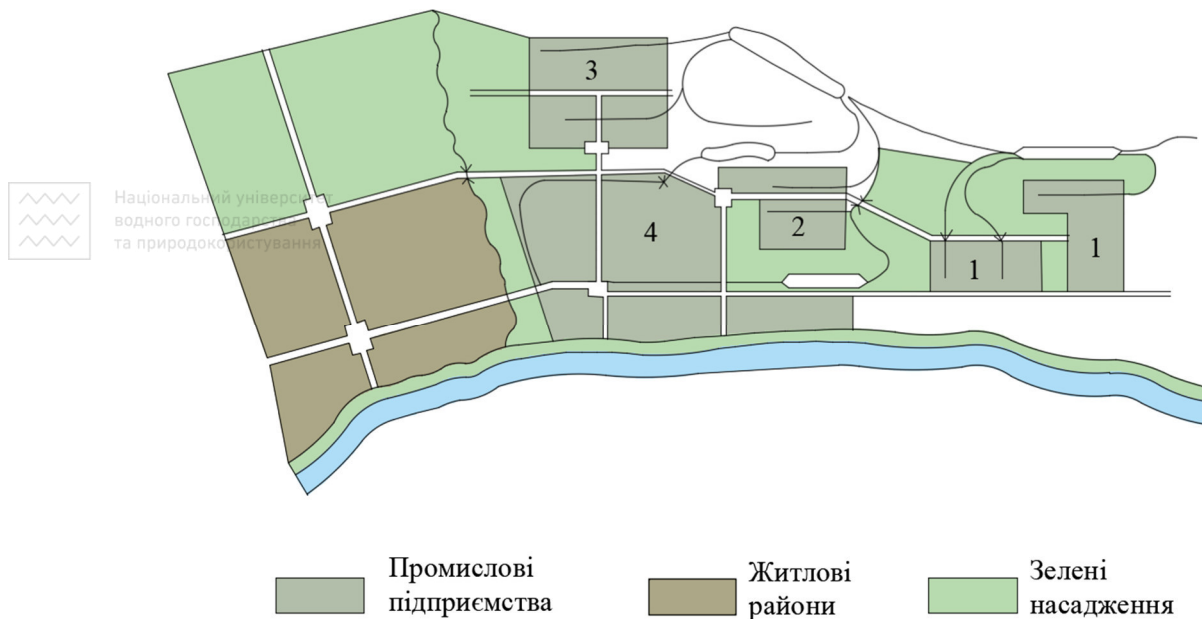 3
Національний університет
водного господарства
та природокористування
4
2
1
1
Промислові
підприємства
Житлові
райони
Зелені
насадження